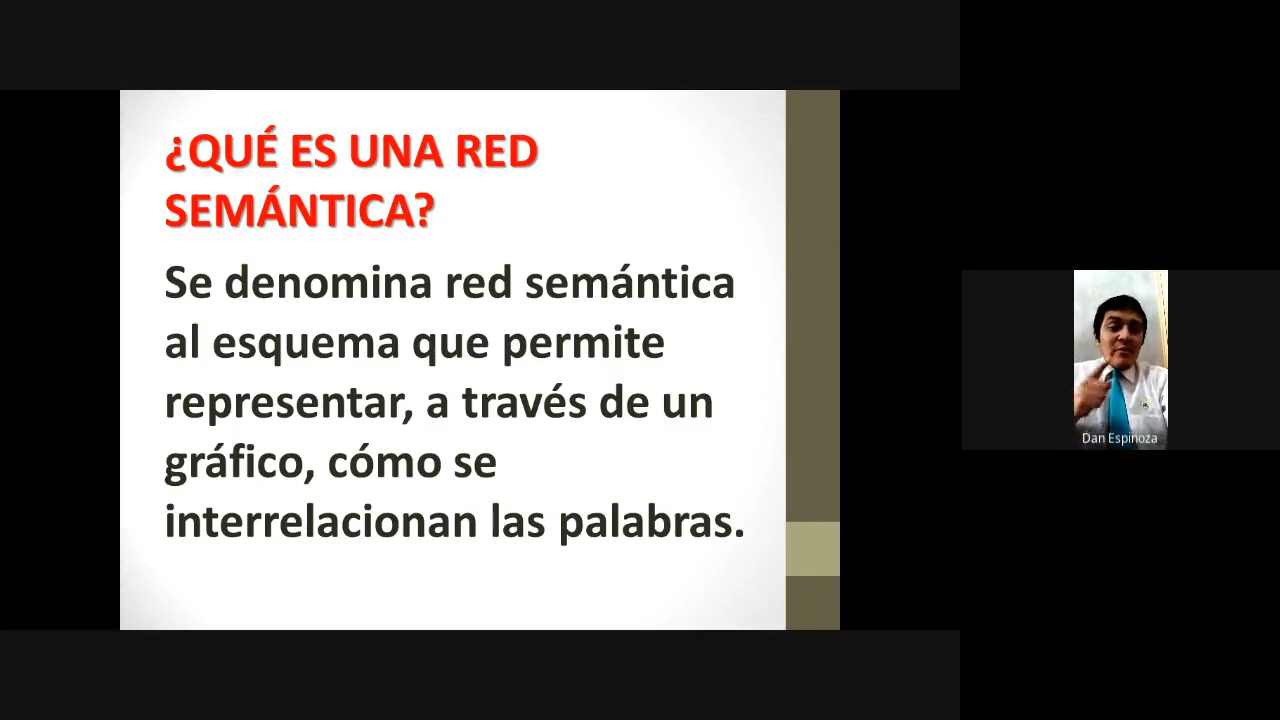 ¿QUÉ ES UNA RED
SEMÁNTICA?
Se denomina red semántica
al esquema que permite
representar, a través de un
gráfico, cómo se
interrelacionan las palabras.
Dan Espinoza